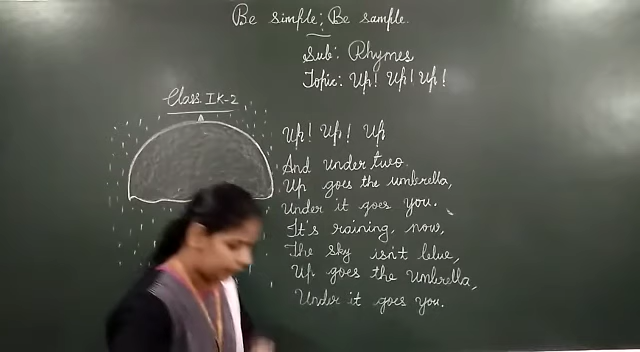 Be simple; Be sample.
Sub: Rhymes
Topic: Up! Up! Up!
Class: IK-2
Up! Up! Up
And under two.
Up goes the umbrella,
Under it goes you.
It's raining, now,
The sky isn't blue,
Up goes the umbrella,
Under it goes you.